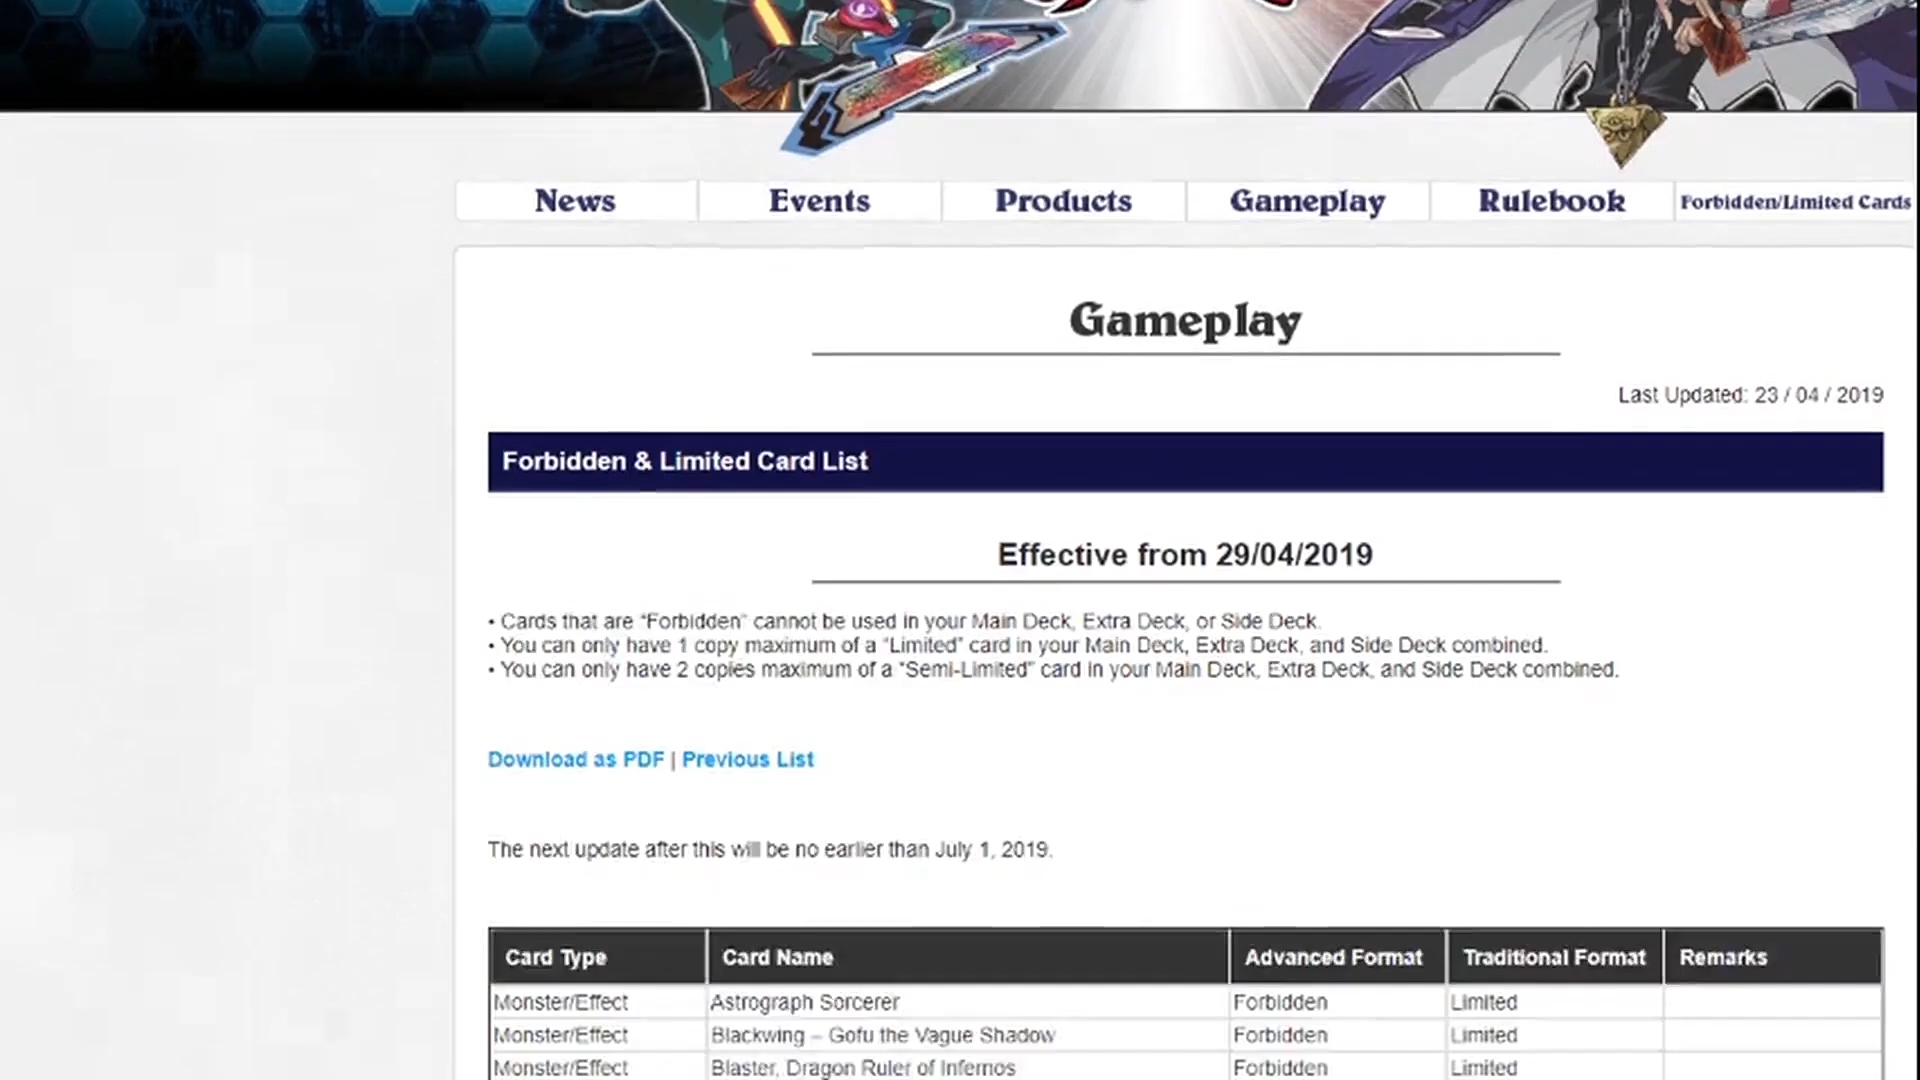 News Events Products Gameplay Rulebook Forbidden/Limited Cards
Gameplay
Last Updated: 23 / 04 / 2019
Forbidden & Limited Card List
Effective from 29/04/2019
• Cards that are "Forbidden" cannot be used in your Main Deck, Extra Deck, or Side Deck.
• You can only have 1 copy maximum of a "Limited" card in your Main Deck, Extra Deck, and Side Deck combined.
• You can only have 2 copies maximum of a "Semi-Limited" card in your Main Deck, Extra Deck, and Side Deck combined.
Download as PDF | Previous List
The next update after this will be no earlier than July 1, 2019.
Card Type Card Name Advanced Format Traditional Format Remarks
Monster/Effect Astrograph Sorcerer Forbidden Limited
Monster/Effect Blackwing – Gofu the Vague Shadow Forbidden Limited
Monster/Effect Blaster, Dragon Ruler of Infernos Forbidden Limited